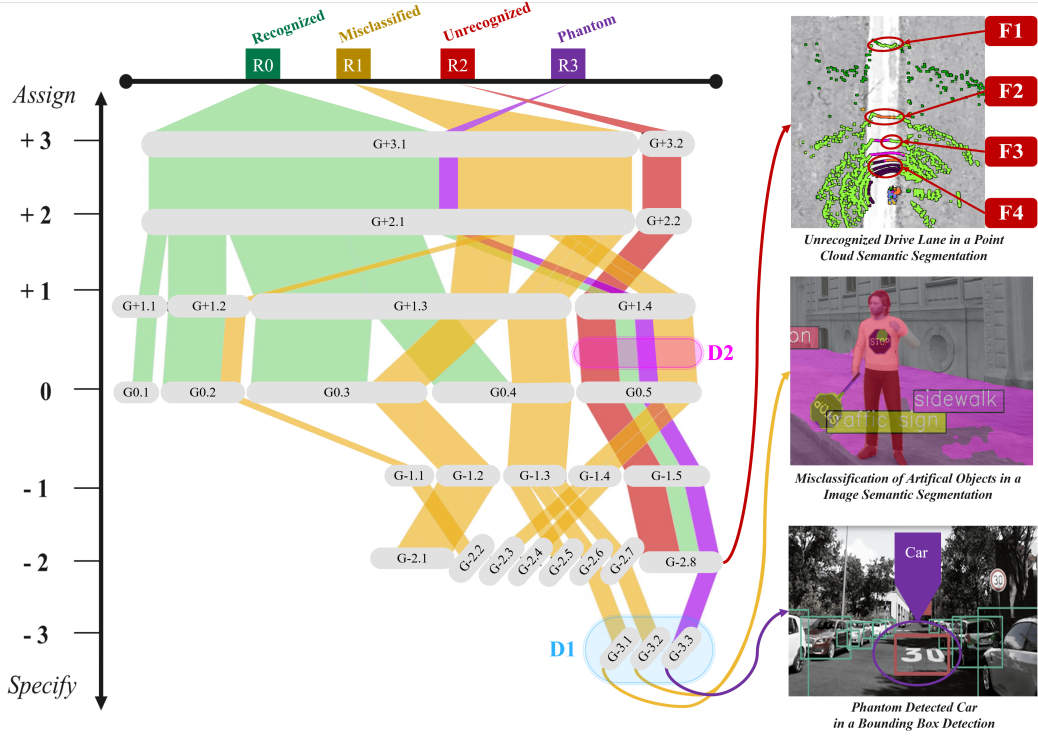 Recognized
Misclassified
Unrecognized
Phantom
R0
R1
R2
R3
Assign
+ 3
G+3.1
G+3.2
+ 2
G+2.1
G+2.2
+ 1
G+1.1
G+1.2
G+1.3
G+1.4
D2
0
G0.1
G0.2
G0.3
G0.4
G0.5
- 1
G-1.1
G-1.2
G-1.3
G-1.4
G-1.5
- 2
G-2.1
G-2.2
G-2.3
G-2.4
G-2.5
G-2.6
G-2.7
G-2.8
- 3
D1
G-3.1
G-3.2
G-3.3
Specify
F1
F2
F3
F4
Unrecognized Drive Lane in a Point
Cloud Semantic Segmentation
on
STOP
sidewalk
STOP
traffic sign
Misclassification of Artifical Objects in a
Image Semantic Segmentation
Car
30
30
Phantom Detected Car
in a Bounding Box Detection